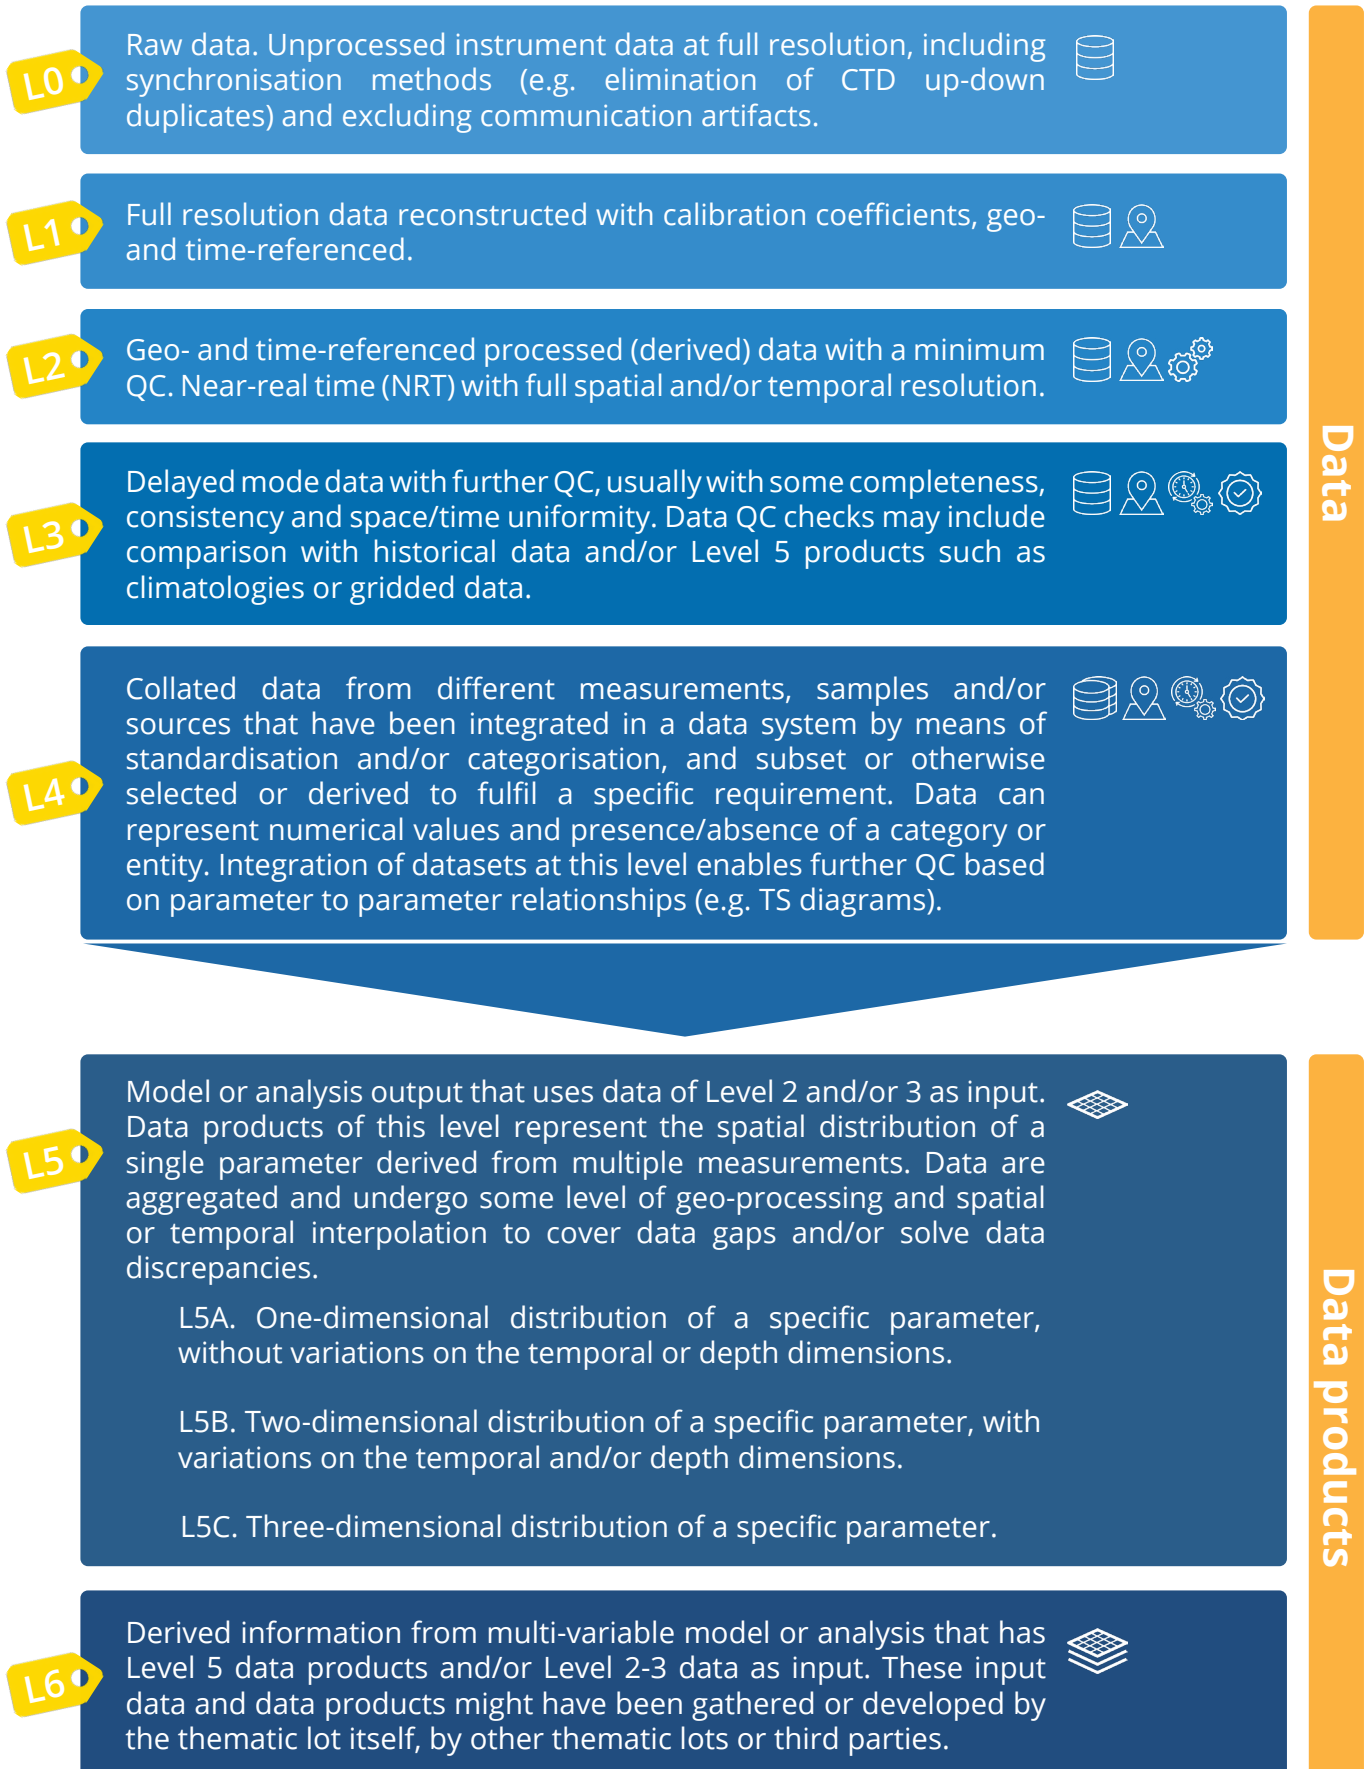 L0
Raw data. Unprocessed instrument data at full resolution, including
synchronisation methods (e.g. elimination of CTD up-down
duplicates) and excluding communication artifacts.
L1
Full resolution data reconstructed with calibration coefficients, geo-
and time-referenced.
L2
Geo- and time-referenced processed (derived) data with a minimum
QC. Near-real time (NRT) with full spatial and/or temporal resolution.
L3
Delayed mode data with further QC, usually with some completeness,
consistency and space/time uniformity. Data QC checks may include
comparison with historical data and/or Level 5 products such as
climatologies or gridded data.
L4
Collated data from different measurements, samples and/or
sources that have been integrated in a data system by means of
standardisation and/or categorisation, and subset or otherwise
selected or derived to fulfil a specific requirement. Data can
represent numerical values and presence/absence of a category or
entity. Integration of datasets at this level enables further QC based
on parameter to parameter relationships (e.g. TS diagrams).
Data
L5
Model or analysis output that uses data of Level 2 and/or 3 as input.
Data products of this level represent the spatial distribution of a
single parameter derived from multiple measurements. Data are
aggregated and undergo some level of geo-processing and spatial
or temporal interpolation to cover data gaps and/or solve data
discrepancies.
L5A. One-dimensional distribution of a specific parameter,
without variations on the temporal or depth dimensions.
L5B. Two-dimensional distribution of a specific parameter, with
variations on the temporal and/or depth dimensions.
L5C. Three-dimensional distribution of a specific parameter.
L6
Derived information from multi-variable model or analysis that has
Level 5 data products and/or Level 2-3 data as input. These input
data and data products might have been gathered or developed by
the thematic lot itself, by other thematic lots or third parties.
Data products